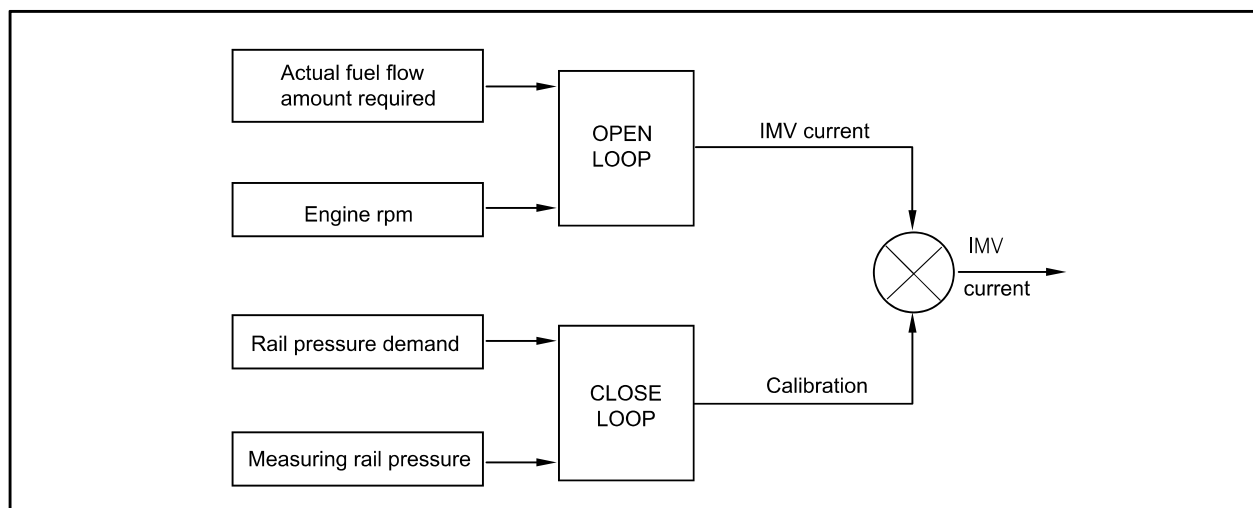 Actual fuel flow
amount required
OPEN
LOOP
IMV current
Engine rpm
IMV
current
Rail pressure demand
CLOSE
LOOP
Calibration
Measuring rail pressure